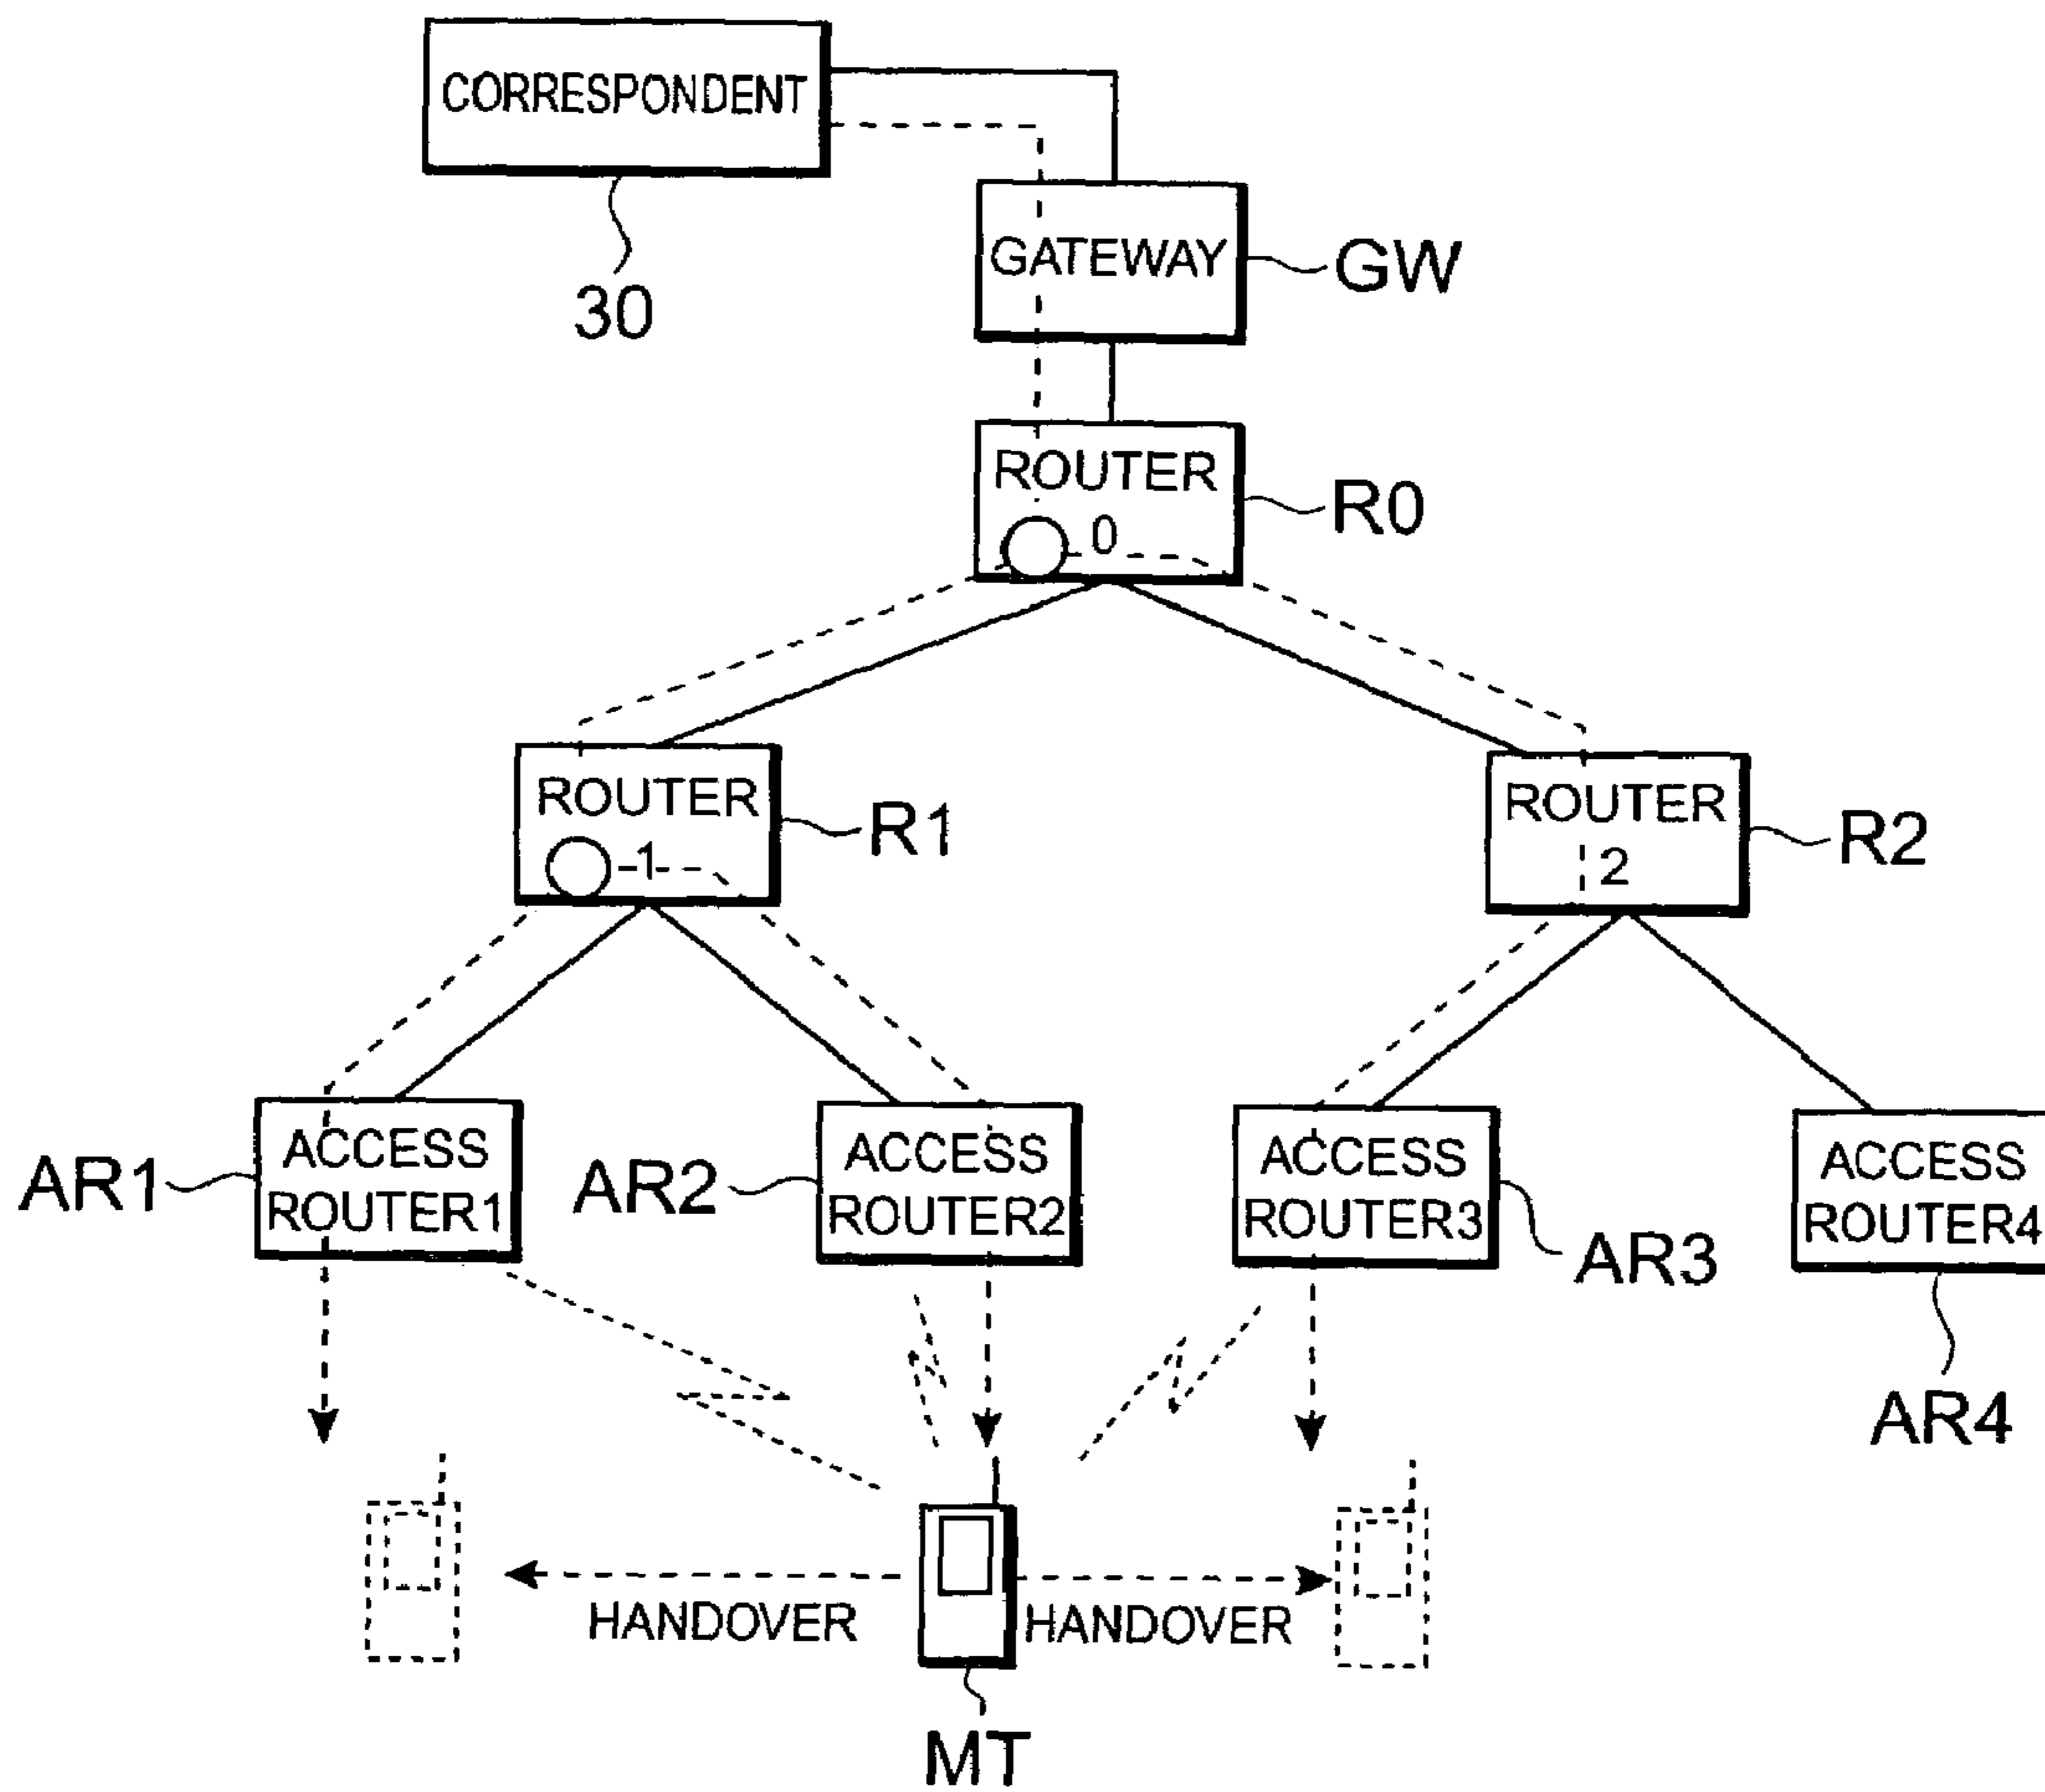 CORRESPONDENT
30
GATEWAY
GW
ROUTER
0
R0
ROUTER
1
R1
ROUTER
2
R2
ACCESS
ROUTER1
AR1
ACCESS
ROUTER2
AR2
ACCESS
ROUTER3
AR3
ACCESS
ROUTER4
AR4
HANDOVER
HANDOVER
MT